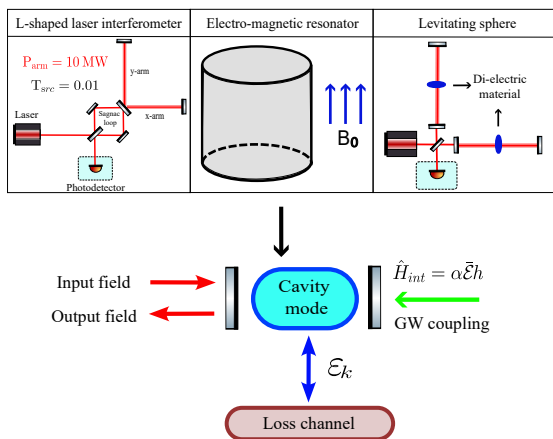 L-shaped laser interferometer
Electro-magnetic resonator
Levitating sphere
P_arm = 10 MW
T_src = 0.01
y-arm
Sagnac
loop
x-arm
Laser
Photodetector
B_0
Di-electric
material
Input field
Output field
Cavity
mode
Ĥ_int = αℰ̄h
GW coupling
ε_k
Loss channel